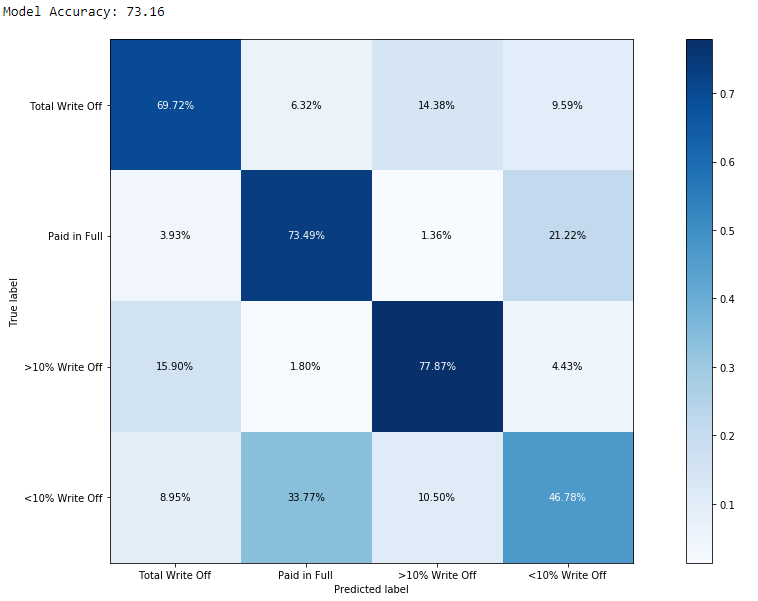 Model Accuracy: 73.16
Total Write Off 69.72% 6.32% 14.38% 9.59%
Paid in Full 3.93% 73.49% 1.36% 21.22%
>10% Write Off 15.90% 1.80% 77.87% 4.43%
<10% Write Off 8.95% 33.77% 10.50% 46.78%
Total Write Off Paid in Full >10% Write Off <10% Write Off
Predicted label
True label
0.7
0.6
0.5
0.4
0.3
0.2
0.1